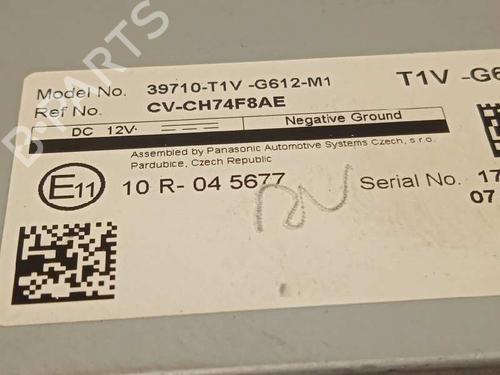 Model No. 39710-T1V -G612-M1 T1V -G6
Ref No. CV-CH74F8AE
DC 12V Negative Ground
Assembled by Panasonic Automotive Systems Czech, s.r.o.
Pardubice, Czech Republic
E11 10 R- 04 5677 Serial No. 17
07
B-PARTS